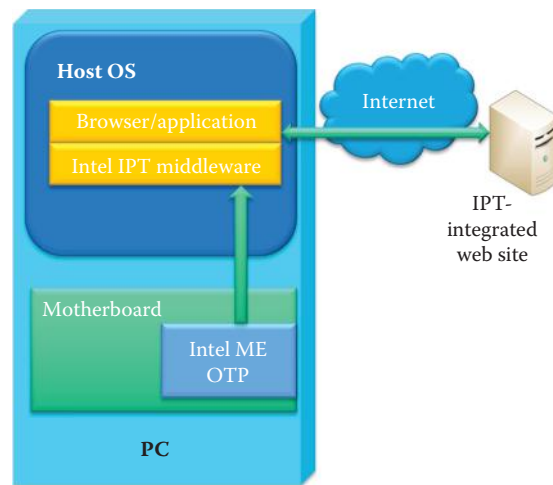 Host OS
Browser/application
Intel IPT middleware
Internet
IPT-
integrated
web site
Motherboard
Intel ME
OTP
PC